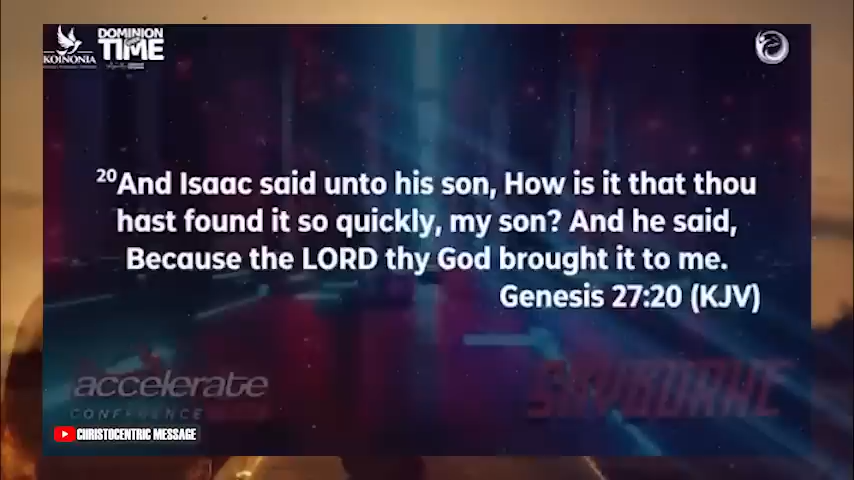 KOINONIA
DOMINION
TIME
20And Isaac said unto his son, How is it that thou
hast found it so quickly, my son? And he said,
Because the LORD thy God brought it to me.
Genesis 27:20 (KJV)
accelerate
CONFERENCE
SKYBORNE
CHRISTOCENTRIC MESSAGE